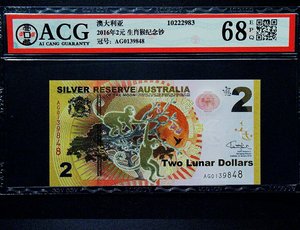 ACG
AI CANG GUARANTY
澳大利亚
10222983
2016年2元 生肖猴纪念钞
冠号: AG0139848
68 E
P
SILVER RESERVE AUSTRALIA
2
AG0139848
2
Two Lunar Dollars
AG0139848